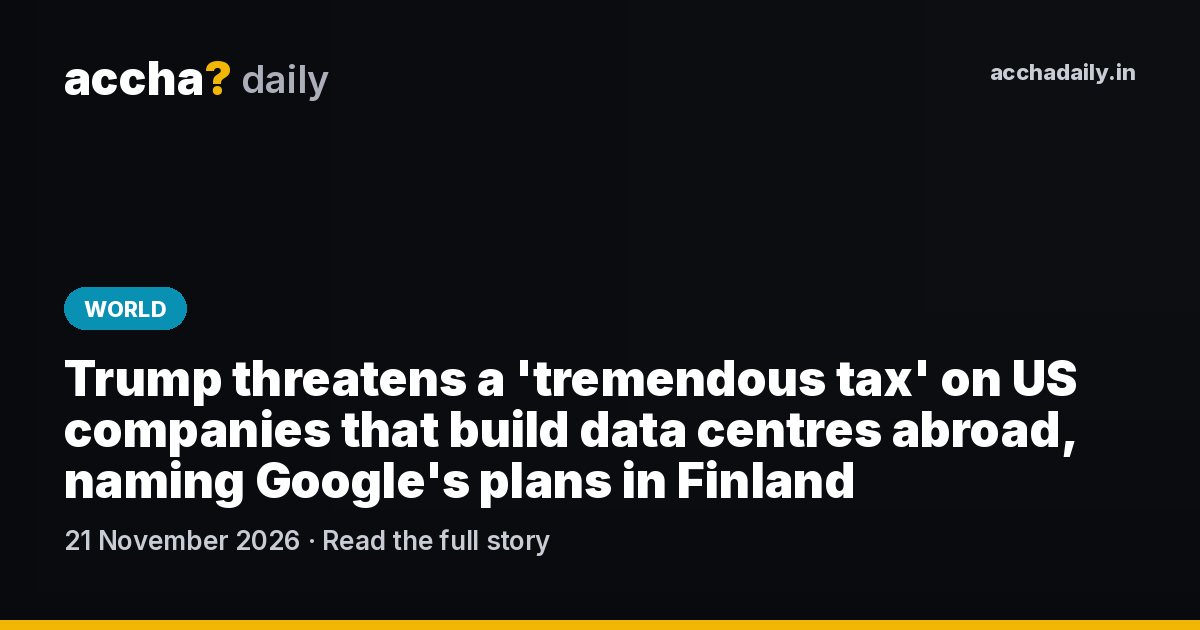 accha? daily
acchadaily.in
WORLD
Trump threatens a 'tremendous tax' on US
companies that build data centres abroad,
naming Google's plans in Finland
21 November 2026 · Read the full story